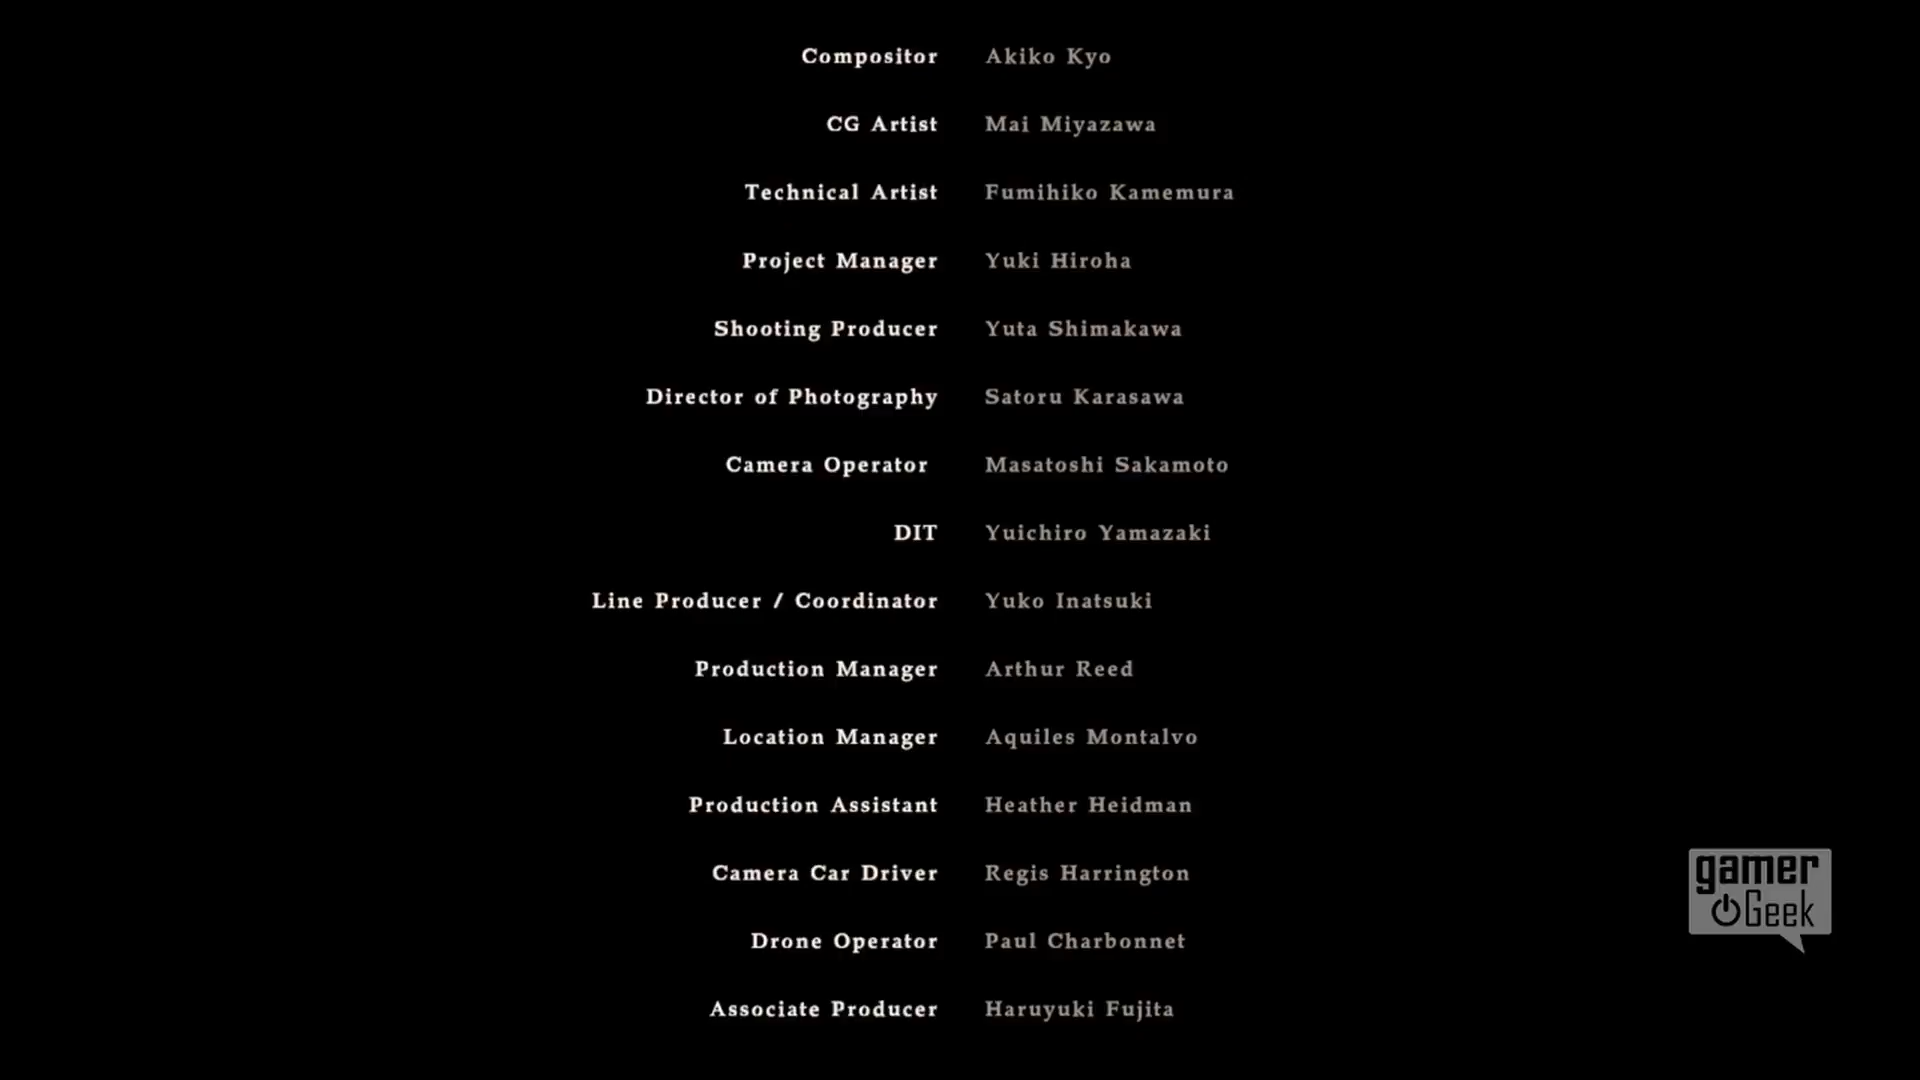 Compositor Akiko Kyo
CG Artist Mai Miyazawa
Technical Artist Fumihiko Kamemura
Project Manager Yuki Hiroha
Shooting Producer Yuta Shimakawa
Director of Photography Satoru Karasawa
Camera Operator Masatoshi Sakamoto
DIT Yuichiro Yamazaki
Line Producer / Coordinator Yuko Inatsuki
Production Manager Arthur Reed
Location Manager Aquiles Montalvo
Production Assistant Heather Heidman
Camera Car Driver Regis Harrington
Drone Operator Paul Charbonnet
Associate Producer Haruyuki Fujita
gamer
Geek